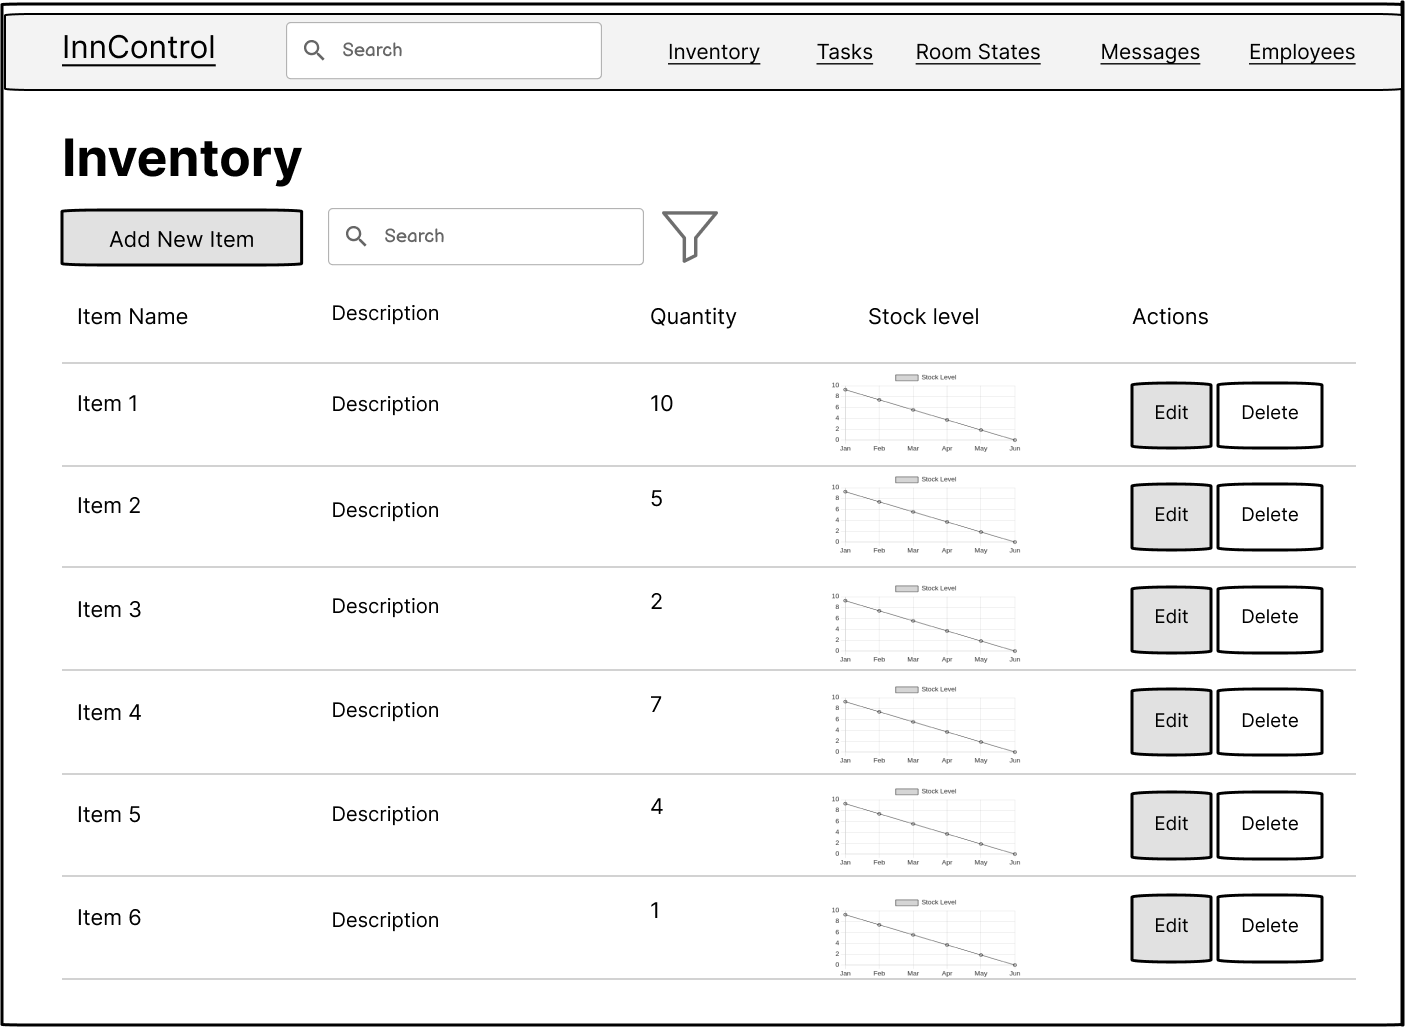 InnControl Search Inventory Tasks Room States Messages Employees
Inventory
Add New Item Search
Item Name Description Quantity Stock level Actions
Item 1 Description 10 Edit Delete
Stock Level
10
8
6
4
2
0
Jan Feb Mar Apr May Jun
Item 2 Description 5 Edit Delete
Stock Level
10
8
6
4
2
0
Jan Feb Mar Apr May Jun
Item 3 Description 2 Edit Delete
Stock Level
10
8
6
4
2
0
Jan Feb Mar Apr May Jun
Item 4 Description 7 Edit Delete
Stock Level
10
8
6
4
2
0
Jan Feb Mar Apr May Jun
Item 5 Description 4 Edit Delete
Stock Level
10
8
6
4
2
0
Jan Feb Mar Apr May Jun
Item 6 Description 1 Edit Delete
Stock Level
10
8
6
4
2
0
Jan Feb Mar Apr May Jun